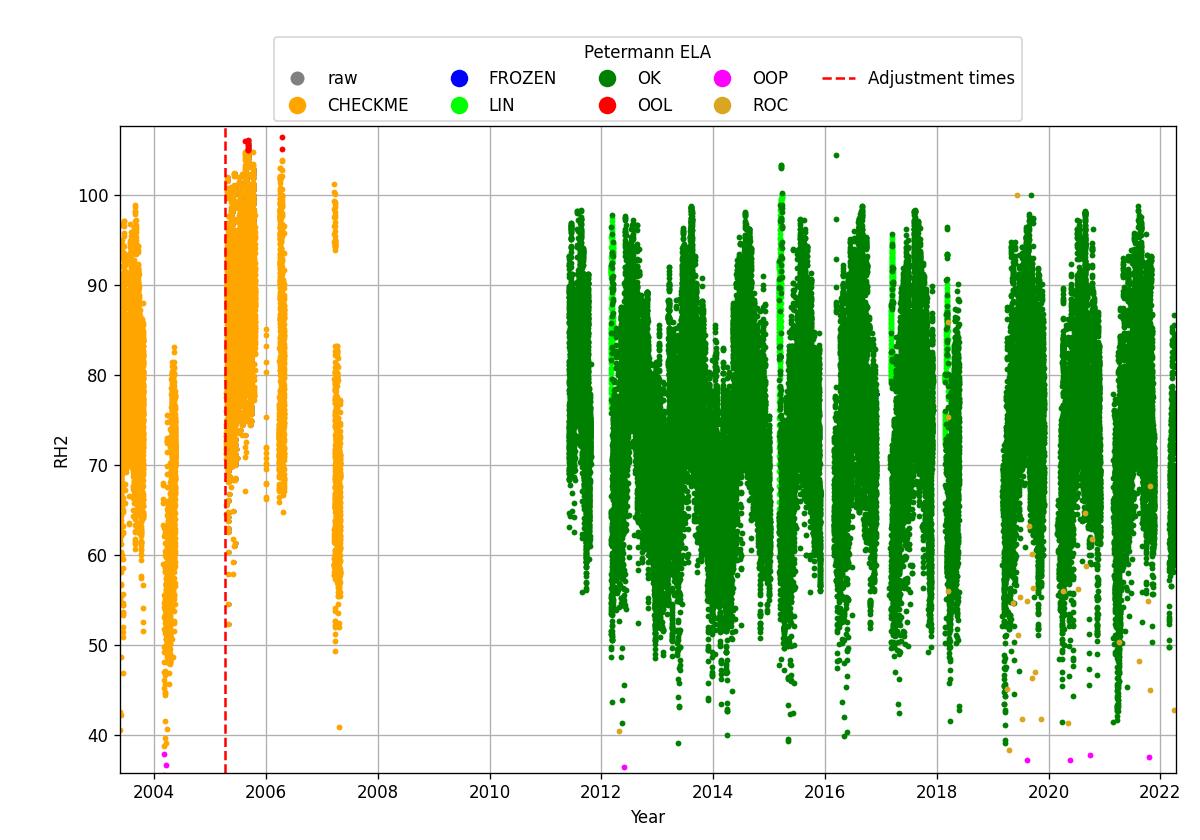 Petermann ELA
raw FROZEN OK OOP Adjustment times
CHECKME LIN OOL ROC
100
90
80
70
60
50
40
RH2
2004 2006 2008 2010 2012 2014 2016 2018 2020 2022
Year